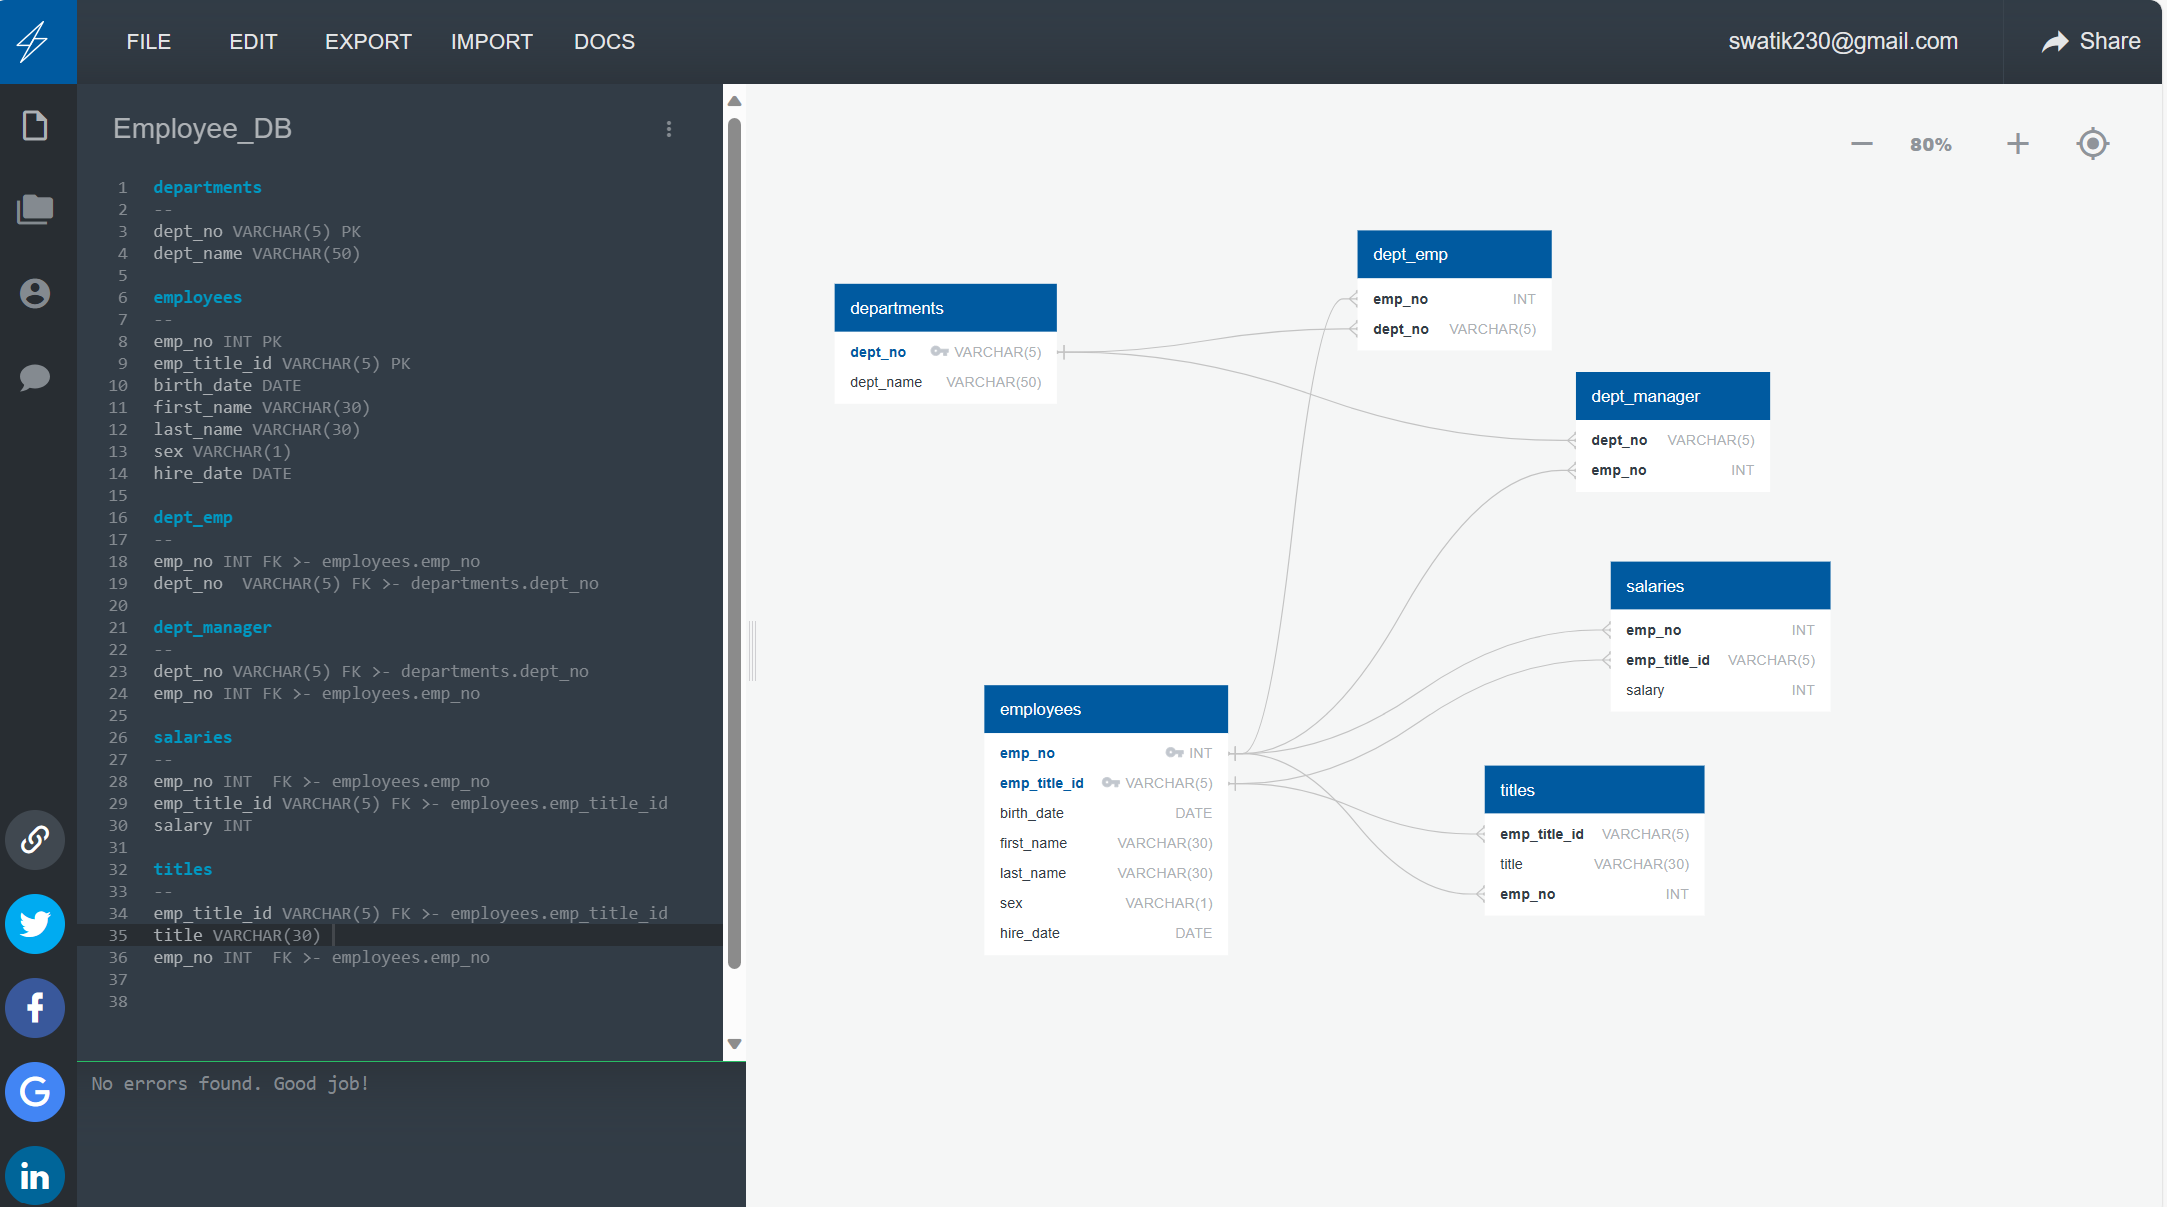 FILE EDIT EXPORT IMPORT DOCS swatik230@gmail.com Share
Employee_DB
1 departments
2 --
3 dept_no VARCHAR(5) PK
4 dept_name VARCHAR(50)
5
6 employees
7 --
8 emp_no INT PK
9 emp_title_id VARCHAR(5) PK
10 birth_date DATE
11 first_name VARCHAR(30)
12 last_name VARCHAR(30)
13 sex VARCHAR(1)
14 hire_date DATE
15
16 dept_emp
17 --
18 emp_no INT FK >- employees.emp_no
19 dept_no  VARCHAR(5) FK >- departments.dept_no
20
21 dept_manager
22 --
23 dept_no VARCHAR(5) FK >- departments.dept_no
24 emp_no INT FK >- employees.emp_no
25
26 salaries
27 --
28 emp_no INT  FK >- employees.emp_no
29 emp_title_id VARCHAR(5) FK >- employees.emp_title_id
30 salary INT
31
32 titles
33 --
34 emp_title_id VARCHAR(5) FK >- employees.emp_title_id
35 title VARCHAR(30)
36 emp_no INT  FK >- employees.emp_no
37
38
No errors found. Good job!
80%
departments
dept_no VARCHAR(5)
dept_name VARCHAR(50)
dept_emp
emp_no INT
dept_no VARCHAR(5)
dept_manager
dept_no VARCHAR(5)
emp_no INT
salaries
emp_no INT
emp_title_id VARCHAR(5)
salary INT
employees
emp_no INT
emp_title_id VARCHAR(5)
birth_date DATE
first_name VARCHAR(30)
last_name VARCHAR(30)
sex VARCHAR(1)
hire_date DATE
titles
emp_title_id VARCHAR(5)
title VARCHAR(30)
emp_no INT
f
G
in